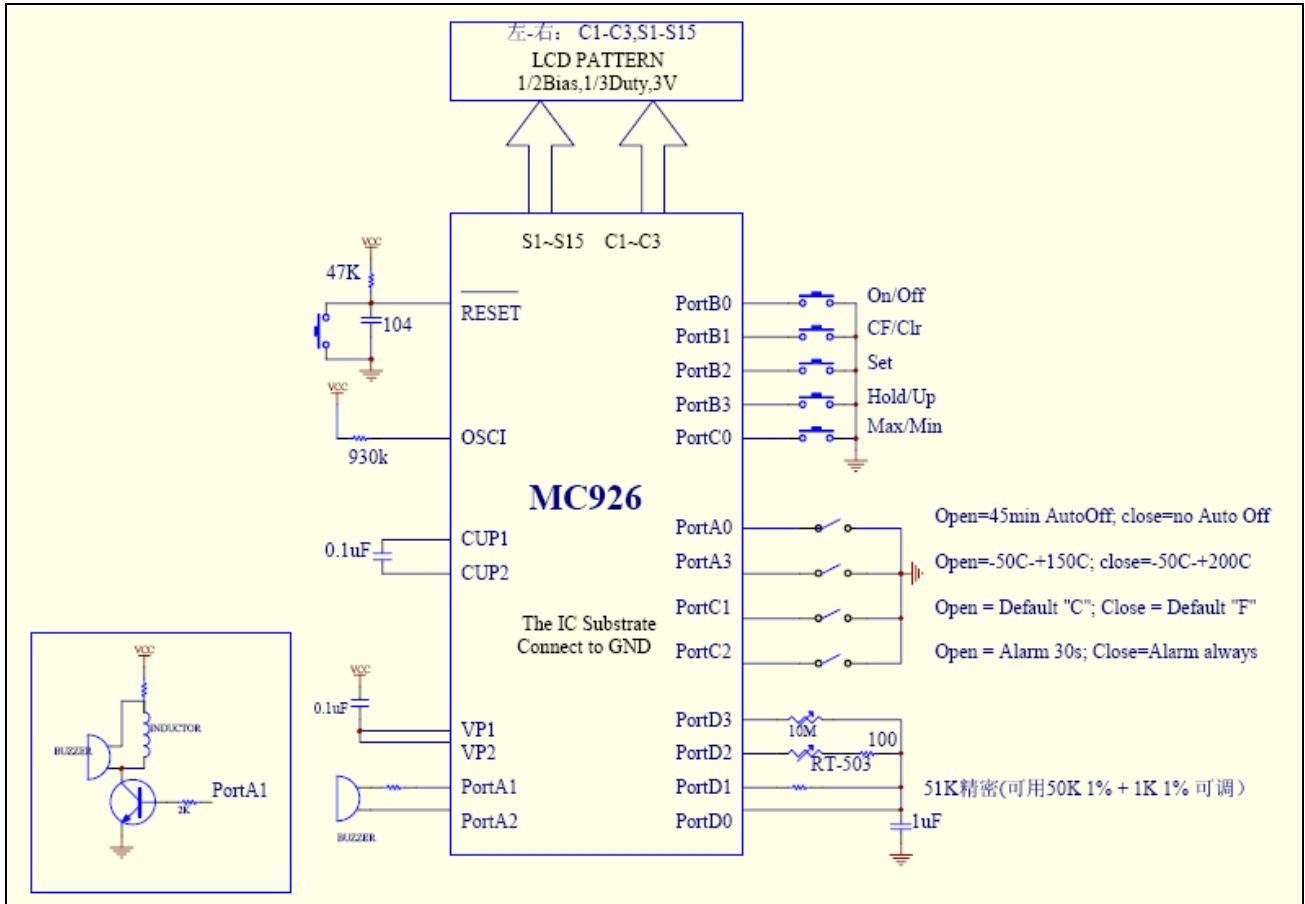 左-右： C1-C3,S1-S15
LCD PATTERN
1/2Bias,1/3Duty,3V
S1~S15 C1~C3
VCC
47K
104
RESET
VCC
930k
OSCI
MC926
CUP1
0.1uF
CUP2
The IC Substrate
Connect to GND
VCC
0.1uF
VP1
VP2
PortA1
PortA2
BUZZER
PortB0
On/Off
PortB1
CF/Clr
PortB2
Set
PortB3
Hold/Up
PortC0
Max/Min
PortA0
Open=45min AutoOff; close=no Auto Off
PortA3
Open=-50C-+150C; close=-50C-+200C
PortC1
Open = Default "C"; Close = Default "F"
PortC2
Open = Alarm 30s; Close=Alarm always
PortD3
10M
PortD2
100
RT-503
PortD1
51K精密(可用50K 1% + 1K 1% 可调）
PortD0
1uF
VCC
INDUCTOR
BUZZER
PortA1
2K